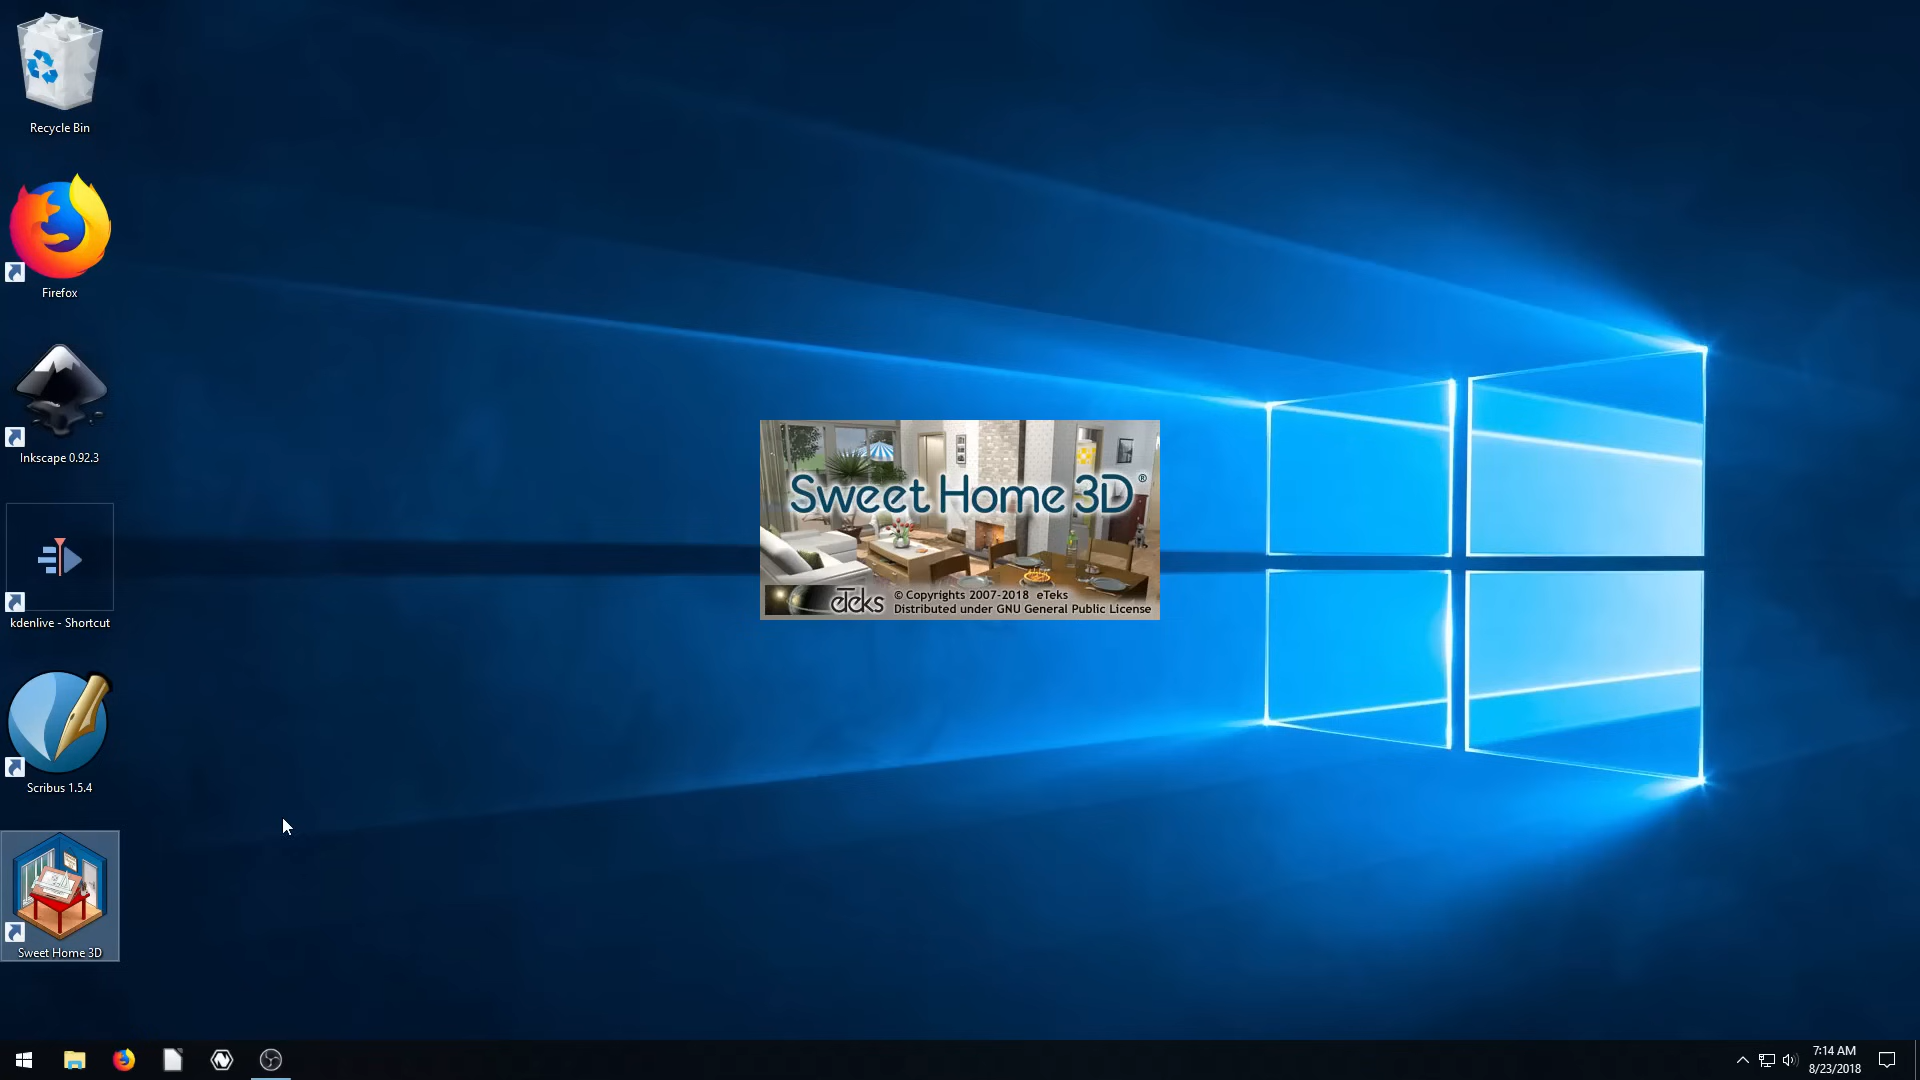 Recycle Bin
Firefox
Inkscape 0.92.3
kdenlive - Shortcut
Scribus 1.5.4
Sweet Home 3D
Sweet Home 3D®
eTeks
© Copyrights 2007-2018 eTeks
Distributed under GNU General Public License
7:14 AM
8/23/2018